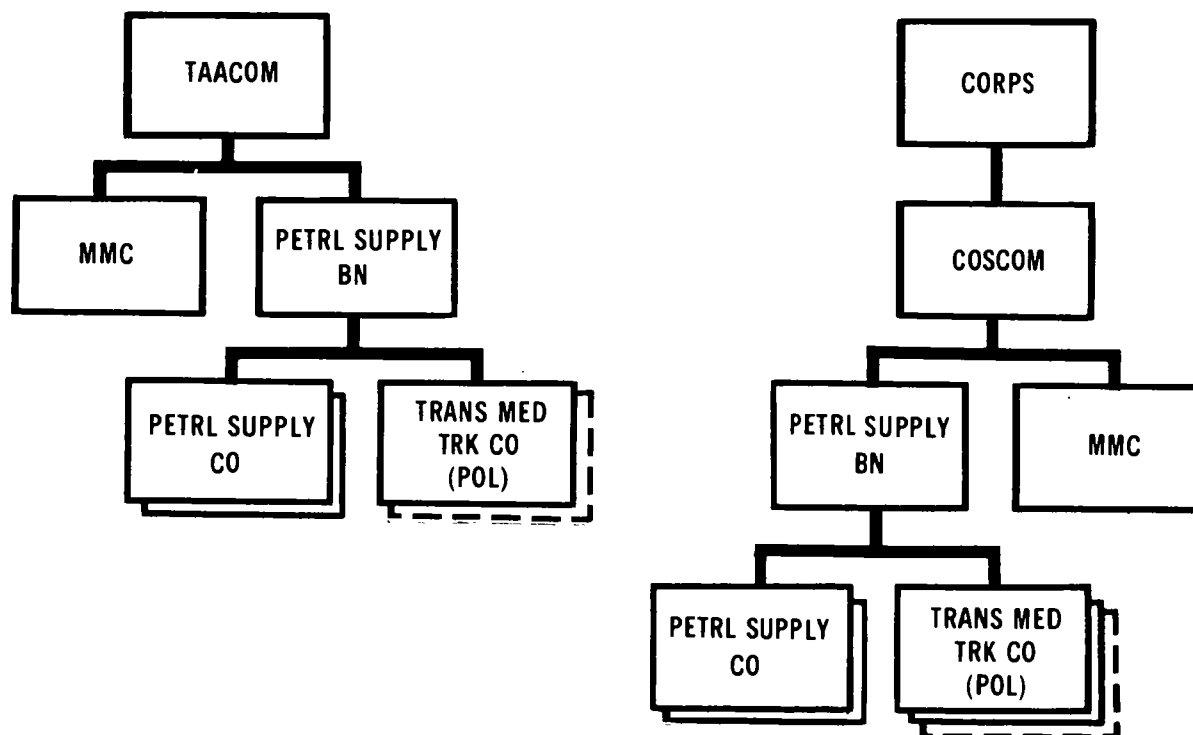 TAACOM
MMC
PETRL SUPPLY
BN
PETRL SUPPLY
CO
TRANS MED
TRK CO
(POL)
CORPS
COSCOM
PETRL SUPPLY
BN
MMC
PETRL SUPPLY
CO
TRANS MED
TRK CO
(POL)